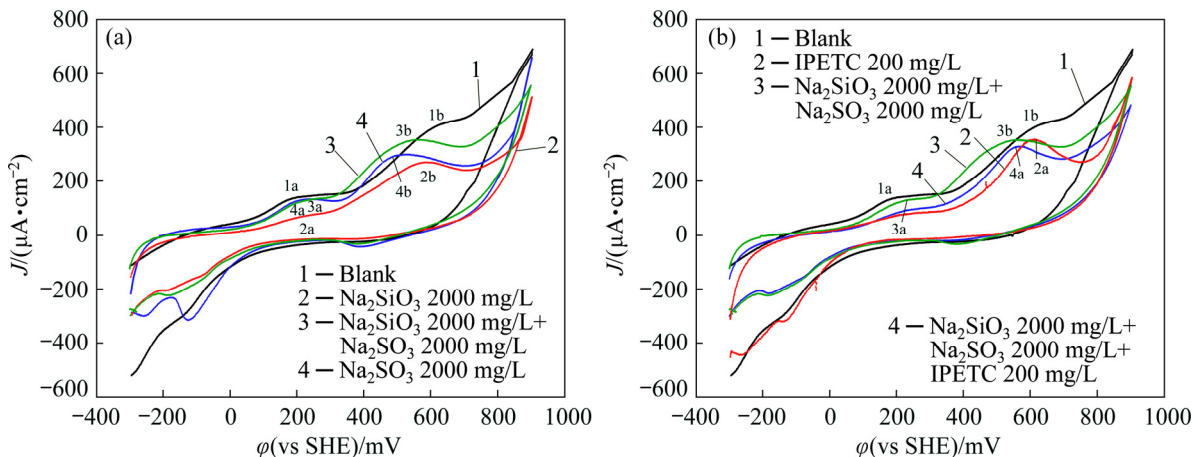 (a)
800
600
400
200
0
−200
−400
−600
J/(μA•cm−2)
−400
−200
0
200
400
600
800
1000
φ(vs SHE)/mV
1
2
3
4
1a
1b
2a
2b
3a
3b
4a
4b
1 — Blank
2 — Na2SiO3 2000 mg/L
3 — Na2SiO3 2000 mg/L+
Na2SO3 2000 mg/L
4 — Na2SO3 2000 mg/L
(b)
800
600
400
200
0
−200
−400
−600
J/(μA•cm−2)
−400
−200
0
200
400
600
800
1000
φ(vs SHE)/mV
1 — Blank
2 — IPETC 200 mg/L
3 — Na2SiO3 2000 mg/L+
Na2SO3 2000 mg/L
1
2
3
4
1a
1b
2a
3a
3b
4a
4 — Na2SiO3 2000 mg/L+
Na2SO3 2000 mg/L+
IPETC 200 mg/L